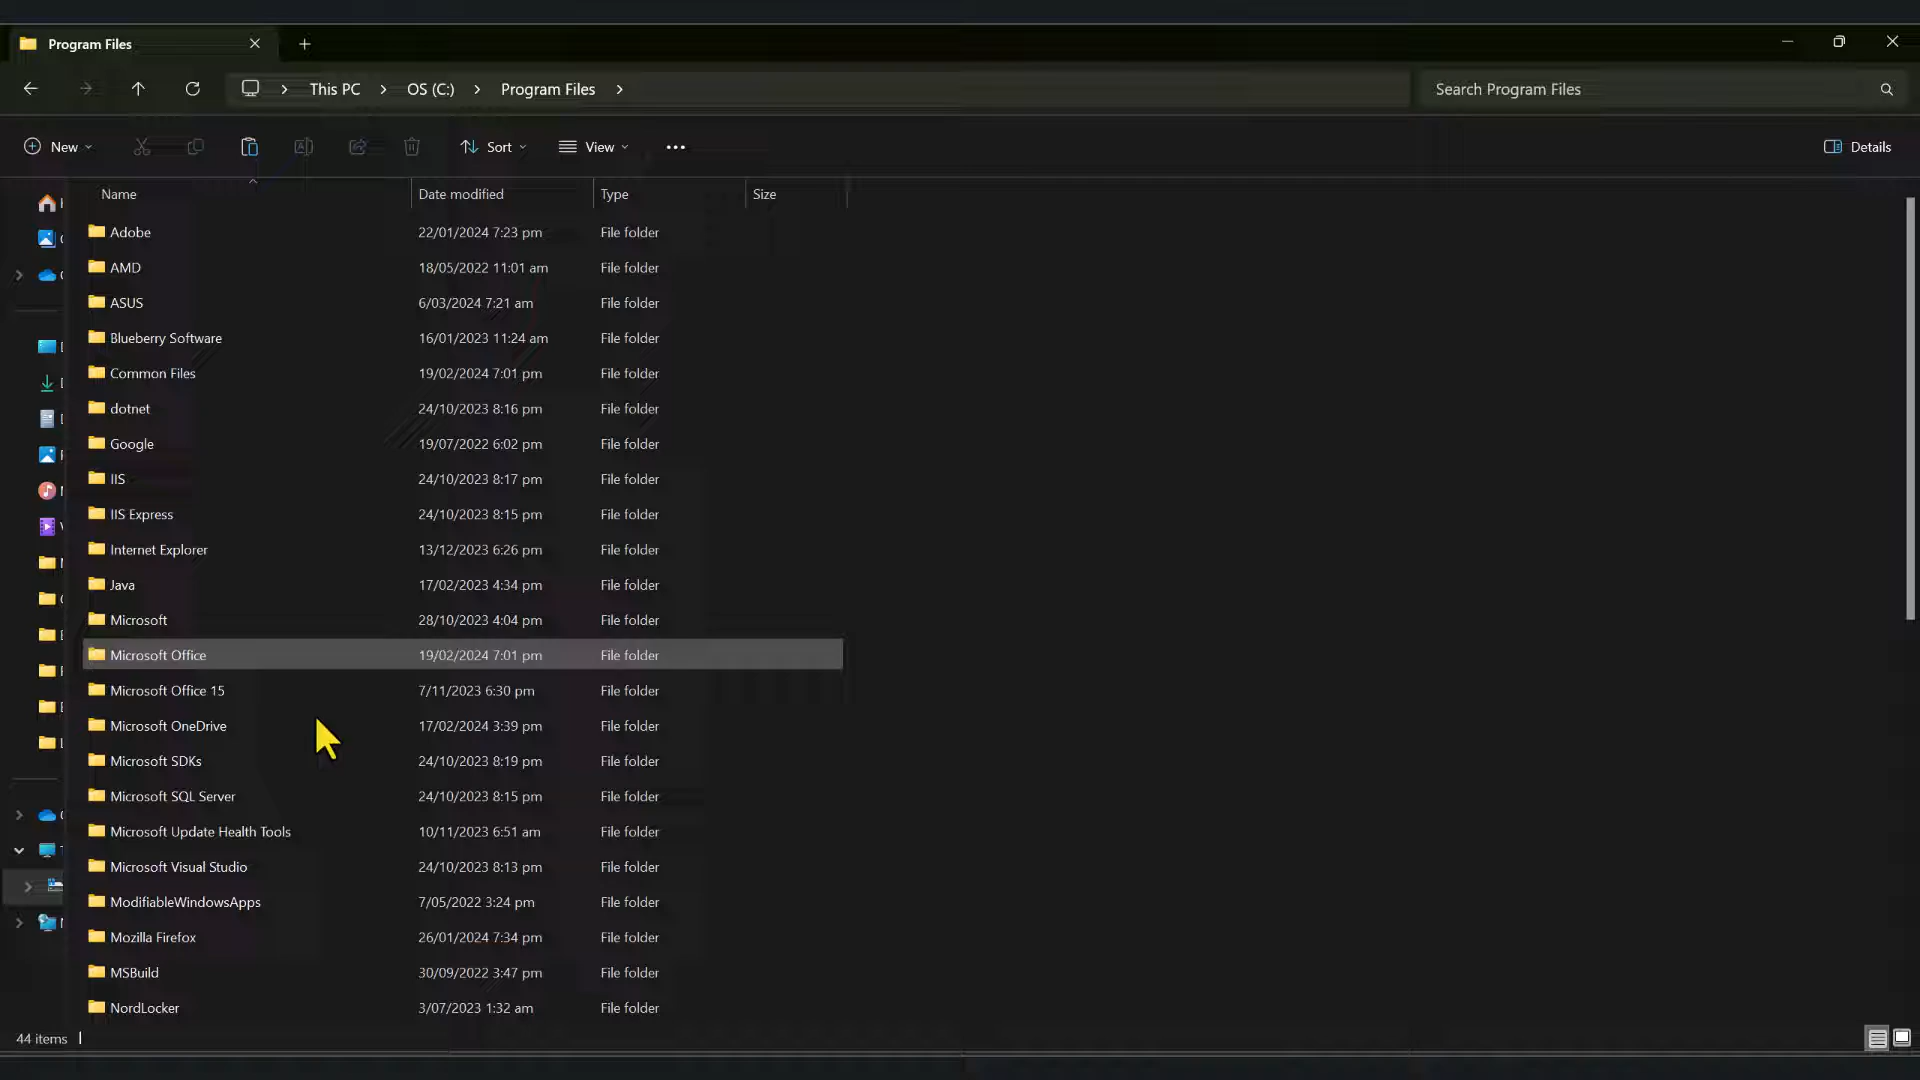 Program Files
This PC
OS (C:)
Program Files
Search Program Files
New
Sort
View
Details
Name Date modified Type Size
Adobe 22/01/2024 7:23 pm File folder
AMD 18/05/2022 11:01 am File folder
ASUS 6/03/2024 7:21 am File folder
Blueberry Software 16/01/2023 11:24 am File folder
Common Files 19/02/2024 7:01 pm File folder
dotnet 24/10/2023 8:16 pm File folder
Google 19/07/2022 6:02 pm File folder
IIS 24/10/2023 8:17 pm File folder
IIS Express 24/10/2023 8:15 pm File folder
Internet Explorer 13/12/2023 6:26 pm File folder
Java 17/02/2023 4:34 pm File folder
Microsoft 28/10/2023 4:04 pm File folder
Microsoft Office 19/02/2024 7:01 pm File folder
Microsoft Office 15 7/11/2023 6:30 pm File folder
Microsoft OneDrive 17/02/2024 3:39 pm File folder
Microsoft SDKs 24/10/2023 8:19 pm File folder
Microsoft SQL Server 24/10/2023 8:15 pm File folder
Microsoft Update Health Tools 10/11/2023 6:51 am File folder
Microsoft Visual Studio 24/10/2023 8:13 pm File folder
ModifiableWindowsApps 7/05/2022 3:24 pm File folder
Mozilla Firefox 26/01/2024 7:34 pm File folder
MSBuild 30/09/2022 3:47 pm File folder
NordLocker 3/07/2023 1:32 am File folder
44 items